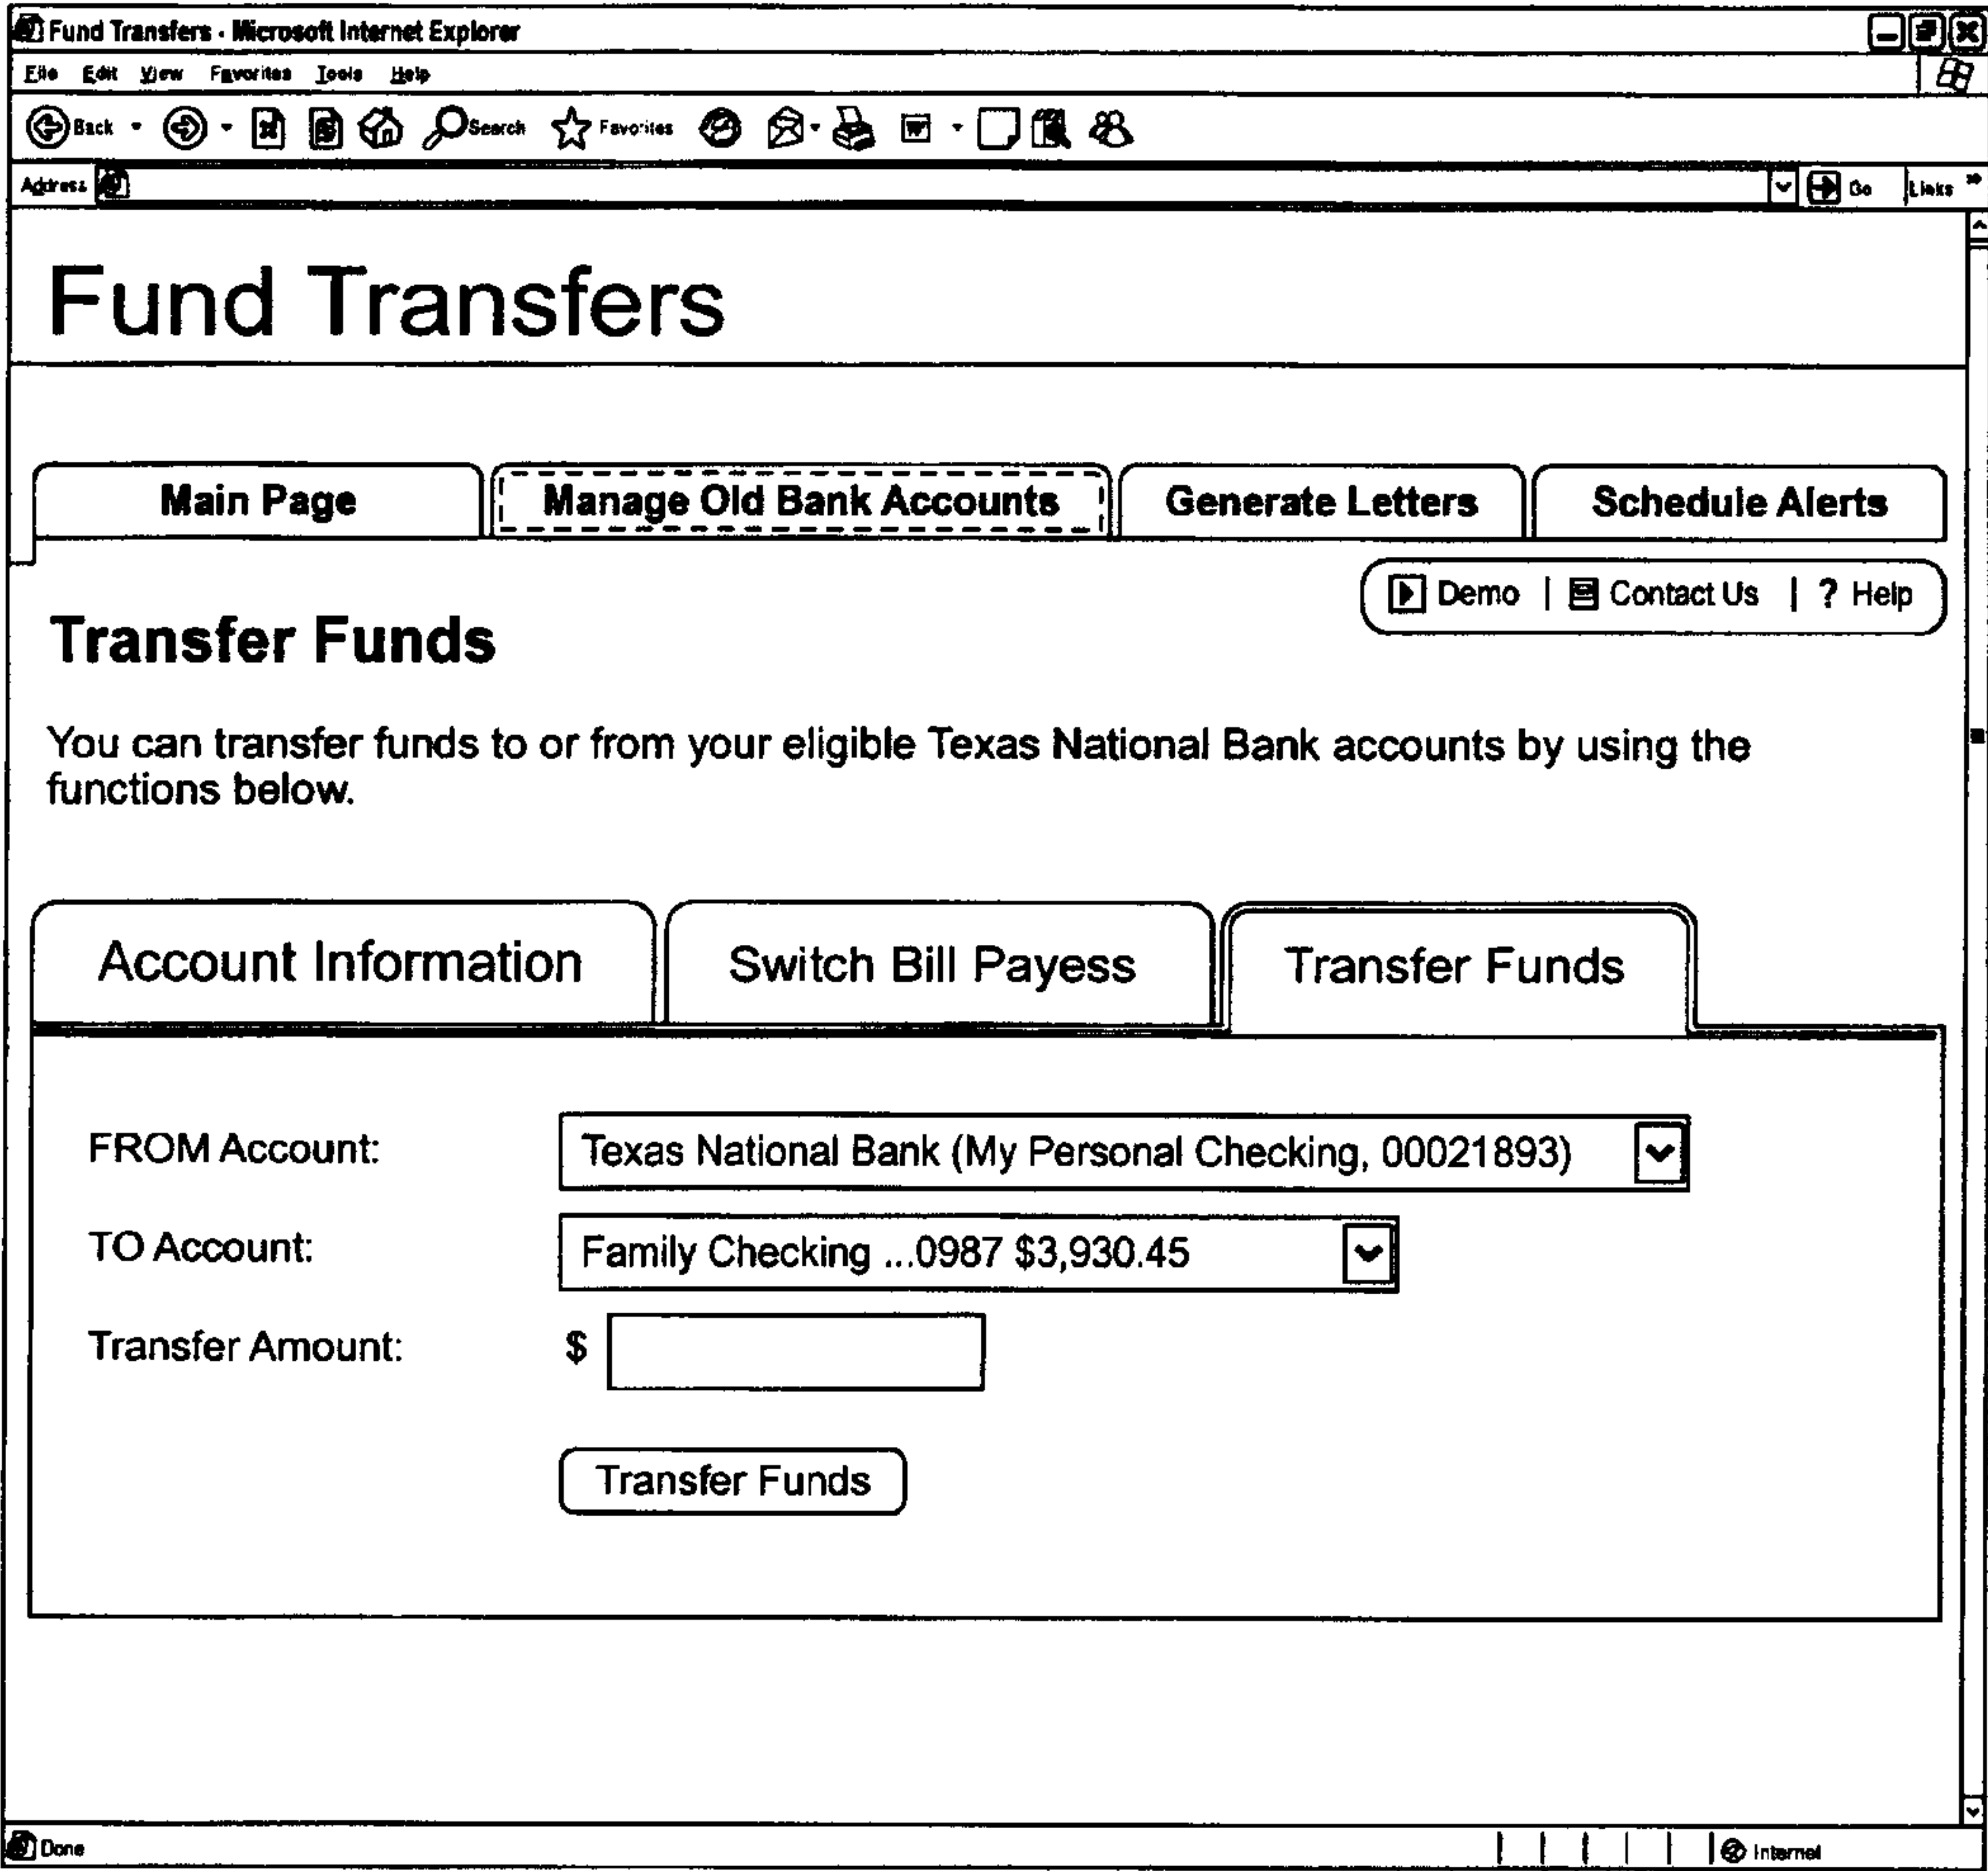 Fund Transfers - Microsoft Internet Explorer
File Edit View Favorites Tools Help
Back Search Favorites
Address Go Links »
Fund Transfers
Main Page Manage Old Bank Accounts Generate Letters Schedule Alerts
Demo | Contact Us | ? Help
Transfer Funds
You can transfer funds to or from your eligible Texas National Bank accounts by using the
functions below.
Account Information Switch Bill Payess Transfer Funds
FROM Account: Texas National Bank (My Personal Checking, 00021893)
TO Account: Family Checking ...0987 $3,930.45
Transfer Amount: $
Transfer Funds
Done Internet